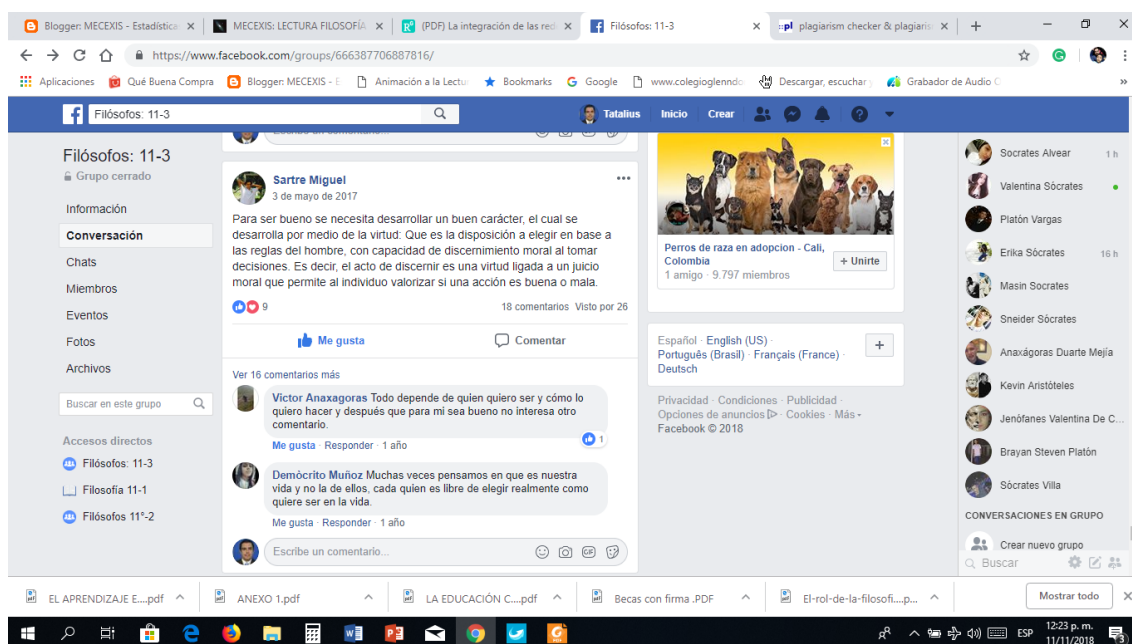 Blogger: MECEXIS - Estadística
MECEXIS: LECTURA FILOSOFÍA
(PDF) La integración de las red
Filósofos: 11-3
plagiarism checker & plagiaris
https://www.facebook.com/groups/666387706887816/
Aplicaciones
Qué Buena Compra
Blogger: MECEXIS - E
Animación a la Lectu
Bookmarks
Google
www.colegioglenndo
Descargar, escuchar y
Grabador de Audio O
»
Filósofos: 11-3
Tatalius
Inicio
Crear
Filósofos: 11-3
Grupo cerrado
Información
Conversación
Chats
Miembros
Eventos
Fotos
Archivos
Buscar en este grupo
Accesos directos
Filósofos: 11-3
Filosofía 11-1
Filósofos 11°-2
Sartre Miguel
3 de mayo de 2017
Para ser bueno se necesita desarrollar un buen carácter, el cual se
desarrolla por medio de la virtud: Que es la disposición a elegir en base a
las reglas del hombre, con capacidad de discernimiento moral al tomar
decisiones. Es decir, el acto de discernir es una virtud ligada a un juicio
moral que permite al individuo valorizar si una acción es buena o mala.
9
18 comentarios Visto por 26
Me gusta
Comentar
Ver 16 comentarios más
Victor Anaxagoras Todo depende de quien quiero ser y cómo lo
quiero hacer y después que para mi sea bueno no interesa otro
comentario.
1
Me gusta · Responder · 1 año
Demòcrito Muñoz Muchas veces pensamos en que es nuestra
vida y no la de ellos, cada quien es libre de elegir realmente como
quiere ser en la vida.
Me gusta · Responder · 1 año
Escribe un comentario...
GIF
Perros de raza en adopcion - Cali,
Colombia
1 amigo · 9.797 miembros
+ Unirte
Español · English (US) ·
Português (Brasil) · Français (France) ·
Deutsch
+
Privacidad · Condiciones · Publicidad ·
Opciones de anuncios · Cookies · Más
Facebook © 2018
Socrates Alvear 1 h
Valentina Sócrates
Platón Vargas
Erika Sócrates 16 h
Masin Socrates
Sneider Sócrates
Anaxágoras Duarte Mejía
Kevin Aristóteles
Jenófanes Valentina De C...
Brayan Steven Platón
Sócrates Villa
CONVERSACIONES EN GRUPO
Crear nuevo grupo
Buscar
EL APRENDIZAJE E....pdf
ANEXO 1.pdf
LA EDUCACIÓN C....pdf
Becas con firma .PDF
El-rol-de-la-filosofi....p...
Mostrar todo
ESP
12:23 p. m.
11/11/2018